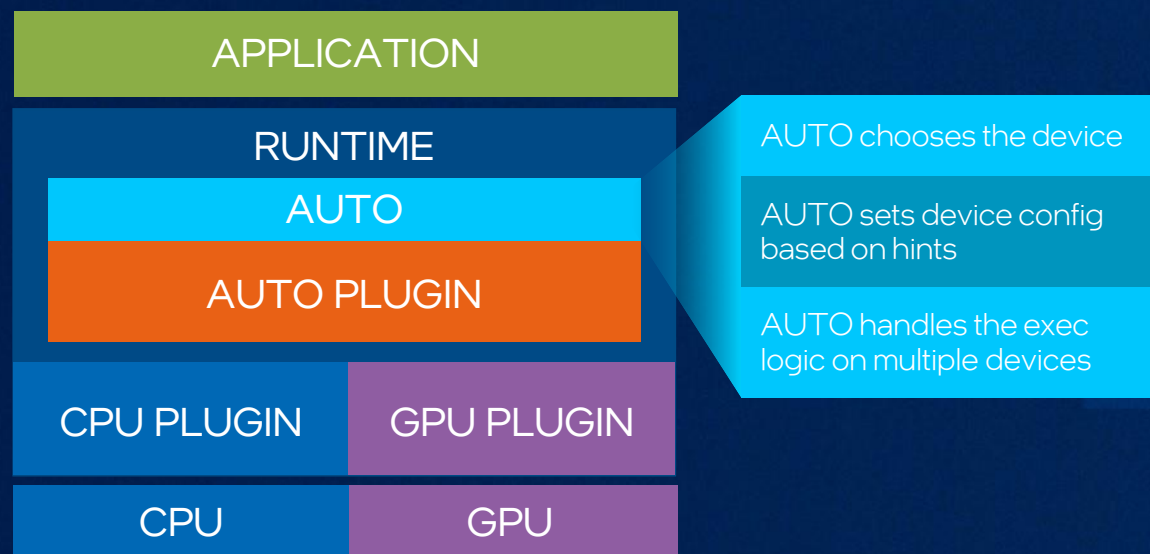 APPLICATION
RUNTIME
AUTO
AUTO PLUGIN
CPU PLUGIN
GPU PLUGIN
CPU
GPU
AUTO chooses the device
AUTO sets device config
based on hints
AUTO handles the exec
logic on multiple devices